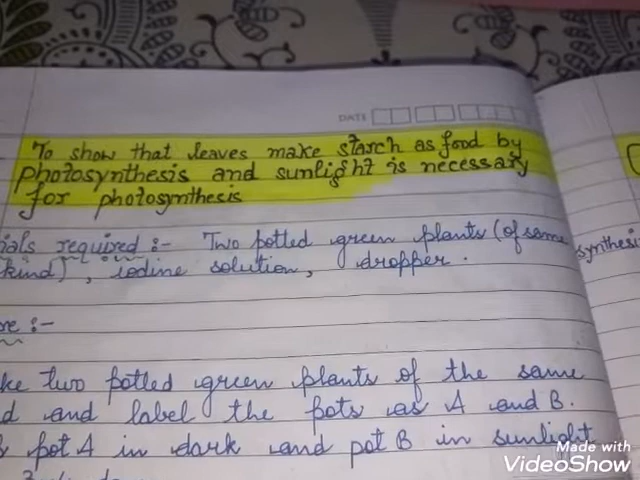 DATE
To show that leaves make starch as food by
photosynthesis and sunlight is necessary
for photosynthesis
ials required :- Two potted green plants (of same
kind), iodine solution, dropper.
re :-
ke two potted green plants of the same
d and label the pots as A and B.
pot A in dark and pot B in sunlight
synthesi
Made with
VideoShow